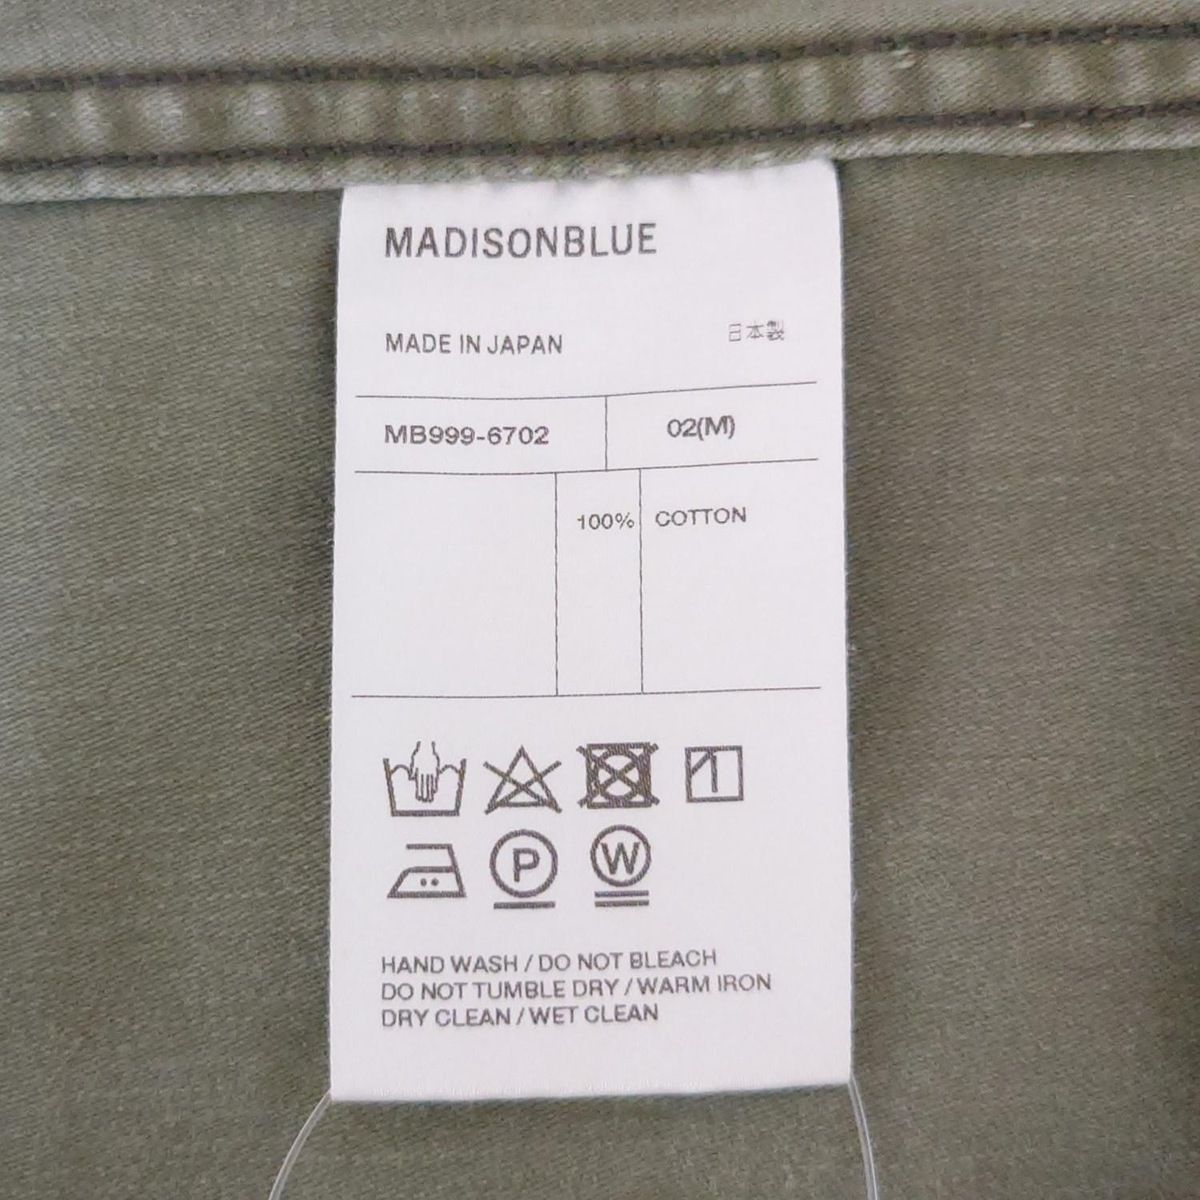 MADISONBLUE
MADE IN JAPAN 日本製
MB999-6702 02(M)
100% COTTON
P W
HAND WASH / DO NOT BLEACH
DO NOT TUMBLE DRY / WARM IRON
DRY CLEAN / WET CLEAN